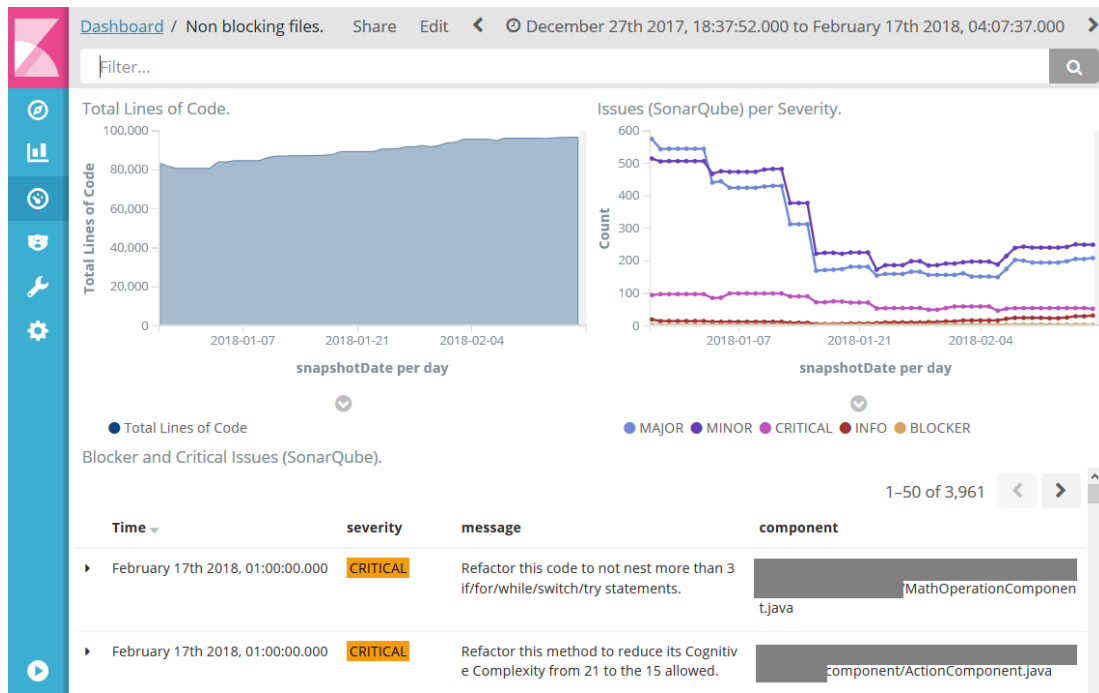 Dashboard / Non blocking files. Share Edit December 27th 2017, 18:37:52.000 to February 17th 2018, 04:07:37.000
Filter...
Total Lines of Code.
100,000
80,000
60,000
40,000
20,000
0
Total Lines of Code
2018-01-07 2018-01-21 2018-02-04
snapshotDate per day
Total Lines of Code
Issues (SonarQube) per Severity.
600
500
400
300
200
100
0
Count
2018-01-07 2018-01-21 2018-02-04
snapshotDate per day
MAJOR MINOR CRITICAL INFO BLOCKER
Blocker and Critical Issues (SonarQube).
1–50 of 3,961
Time severity message component
February 17th 2018, 01:00:00.000 CRITICAL Refactor this code to not nest more than 3
if/for/while/switch/try statements. /MathOperationComponen
t.java
February 17th 2018, 01:00:00.000 CRITICAL Refactor this method to reduce its Cognitiv
e Complexity from 21 to the 15 allowed. component/ActionComponent.java